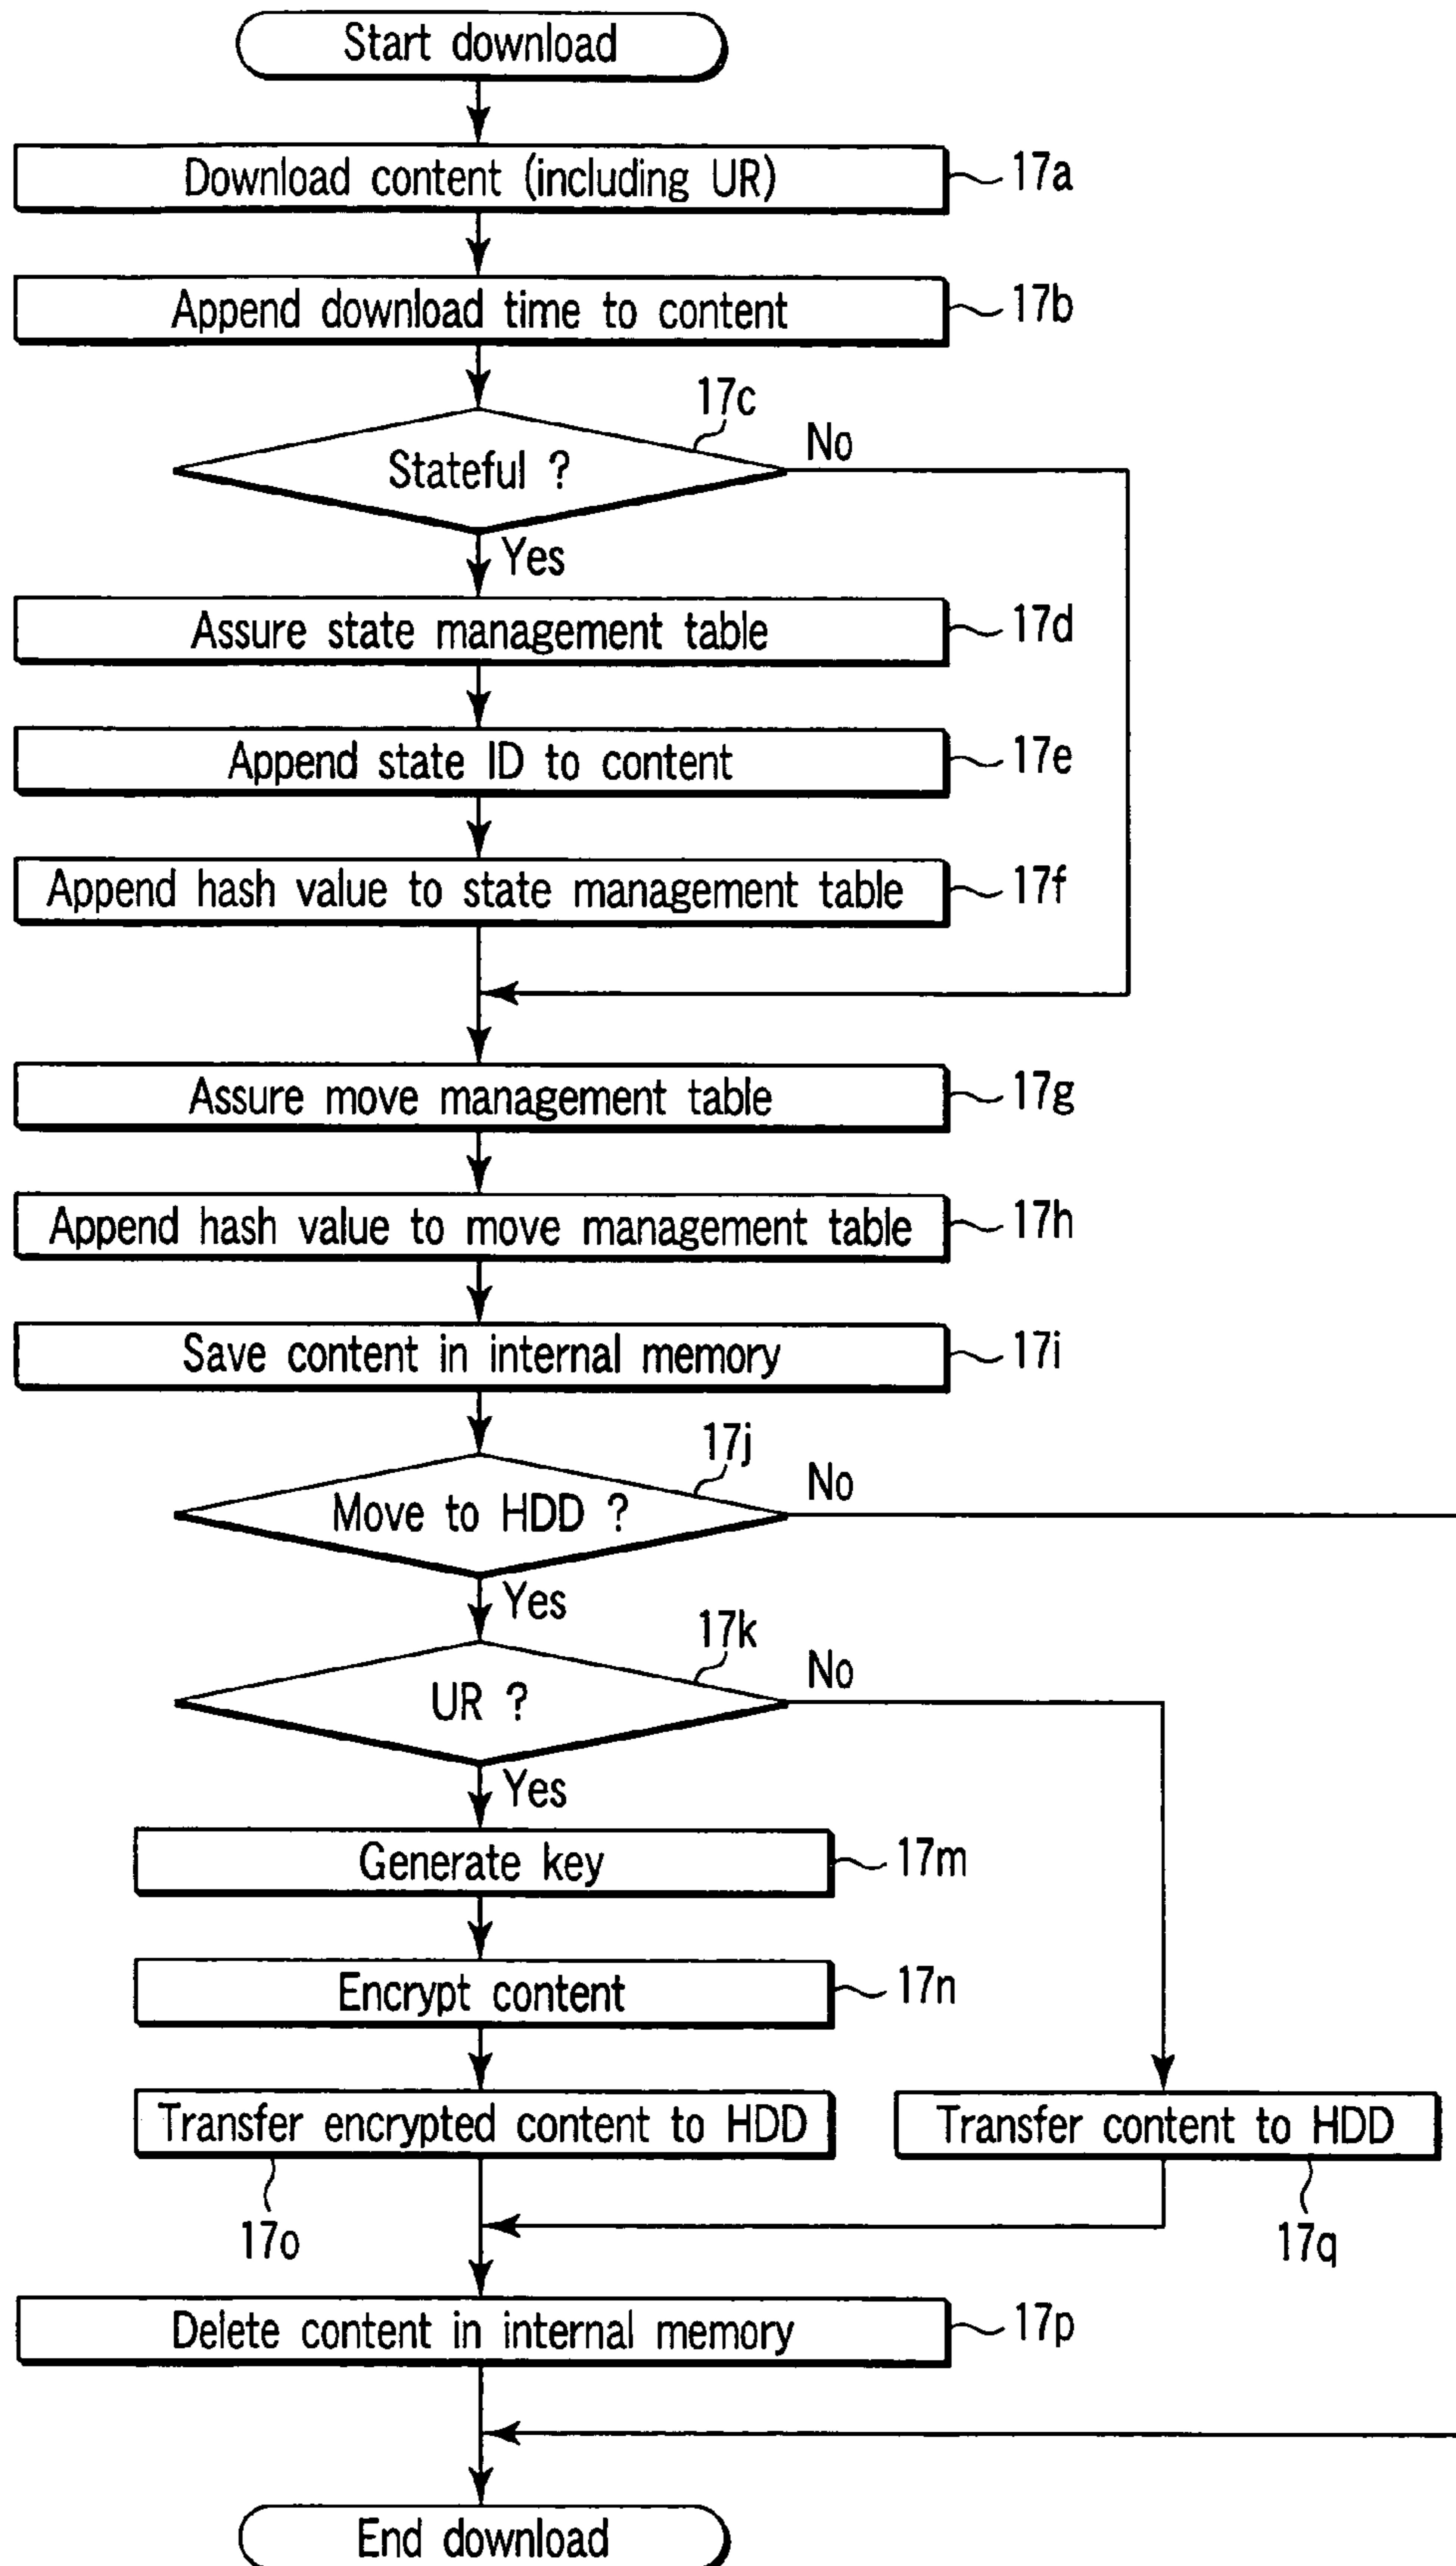 Start download
Download content (including UR)
17a
Append download time to content
17b
17c
Stateful ?
No
Yes
Assure state management table
17d
Append state ID to content
17e
Append hash value to state management table
17f
Assure move management table
17g
Append hash value to move management table
17h
Save content in internal memory
17i
17j
Move to HDD ?
No
Yes
17k
UR ?
No
Yes
Generate key
17m
Encrypt content
17n
Transfer encrypted content to HDD
Transfer content to HDD
17o
17q
Delete content in internal memory
17p
End download